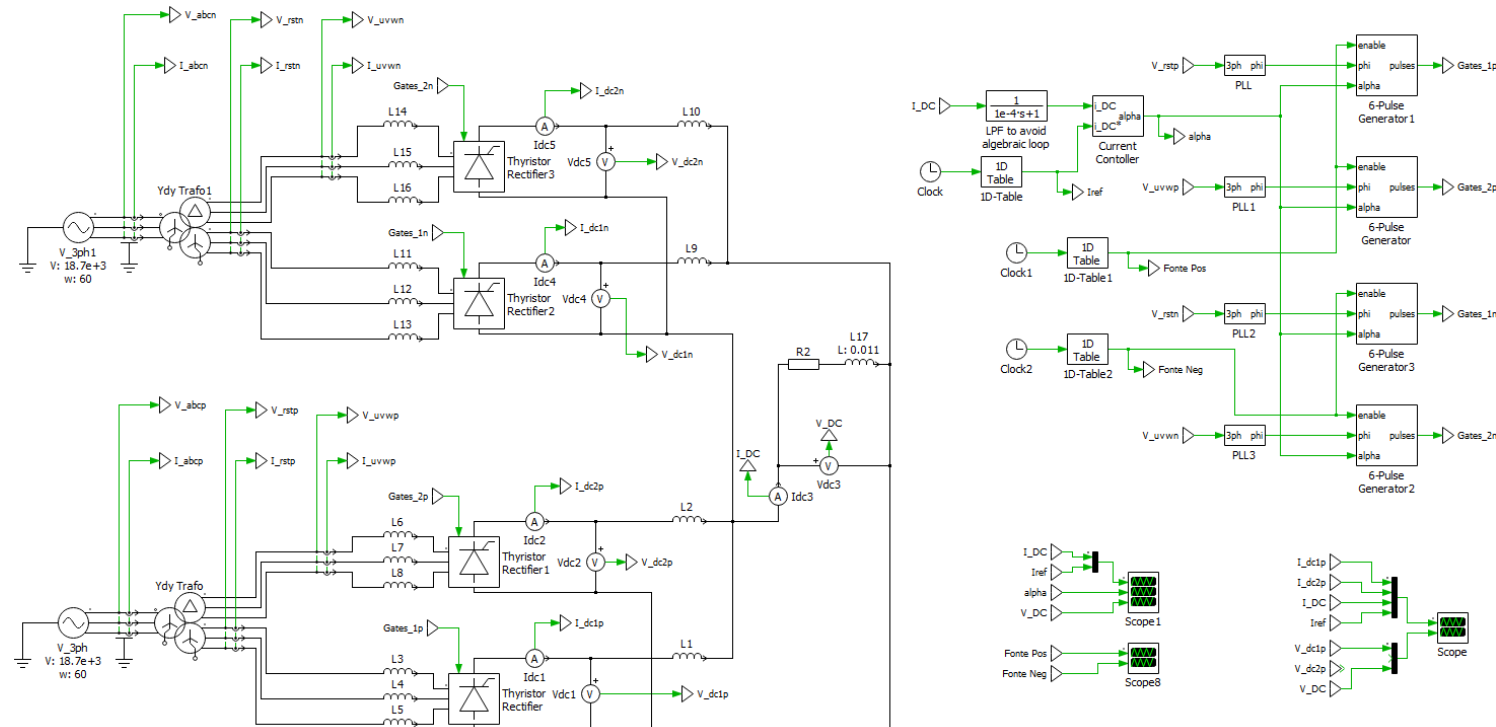 V_abcn
V_rstn
V_uvwn
I_abcn
I_rstn
I_uvwn
Gates_2n
I_dc2n
L14
A
Idc5
L10
L15
Thyristor
Rectifier3
Vdc5
V
V_dc2n
L16
Ydy Trafo1
V_3ph1
V: 18.7e+3
w: 60
Gates_1n
I_dc1n
L11
A
Idc4
L9
L12
Thyristor
Rectifier2
Vdc4
V
L13
V_dc1n
R2
L17
L: 0.011
V_DC
I_DC
V
Vdc3
A
Idc3
V_abcp
V_rstp
V_uvwp
I_abcp
I_rstp
I_uvwp
Gates_2p
I_dc2p
L6
A
Idc2
L2
L7
Thyristor
Rectifier1
Vdc2
V
V_dc2p
L8
Ydy Trafo
V_3ph
V: 18.7e+3
w: 60
Gates_1p
I_dc1p
L3
A
Idc1
L1
L4
Thyristor
Rectifier
Vdc1
V
V_dc1p
L5
I_DC
1
1e-4*s+1
LPF to avoid
algebraic loop
i_DC
alpha
i_DC*
Current
Contoller
alpha
Clock
1D
Table
1D-Table
Iref
V_rstp
3ph phi
PLL
enable
phi
pulses
alpha
Gates_1p
6-Pulse
Generator1
V_uvwp
3ph phi
PLL1
enable
phi
pulses
alpha
Gates_2p
6-Pulse
Generator
Clock1
1D
Table
1D-Table1
Fonte Pos
V_rstn
3ph phi
PLL2
enable
phi
pulses
alpha
Gates_1n
6-Pulse
Generator3
Clock2
1D
Table
1D-Table2
Fonte Neg
V_uvwn
3ph phi
PLL3
enable
phi
pulses
alpha
Gates_2n
6-Pulse
Generator2
I_DC
Iref
alpha
V_DC
Scope1
Fonte Pos
Fonte Neg
Scope8
I_dc1p
I_dc2p
I_DC
Iref
V_dc1p
V_dc2p
V_DC
Scope